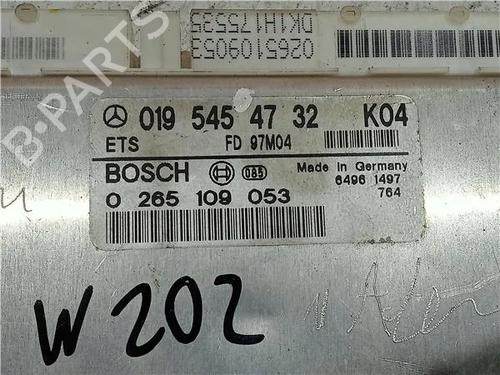 0265109053
DK1H175535
B-PARTS
019 545 47 32 K04
ETS FD 97M04
BOSCH 085 Made in Germany
0 265 109 053 6496 1497
764
W202